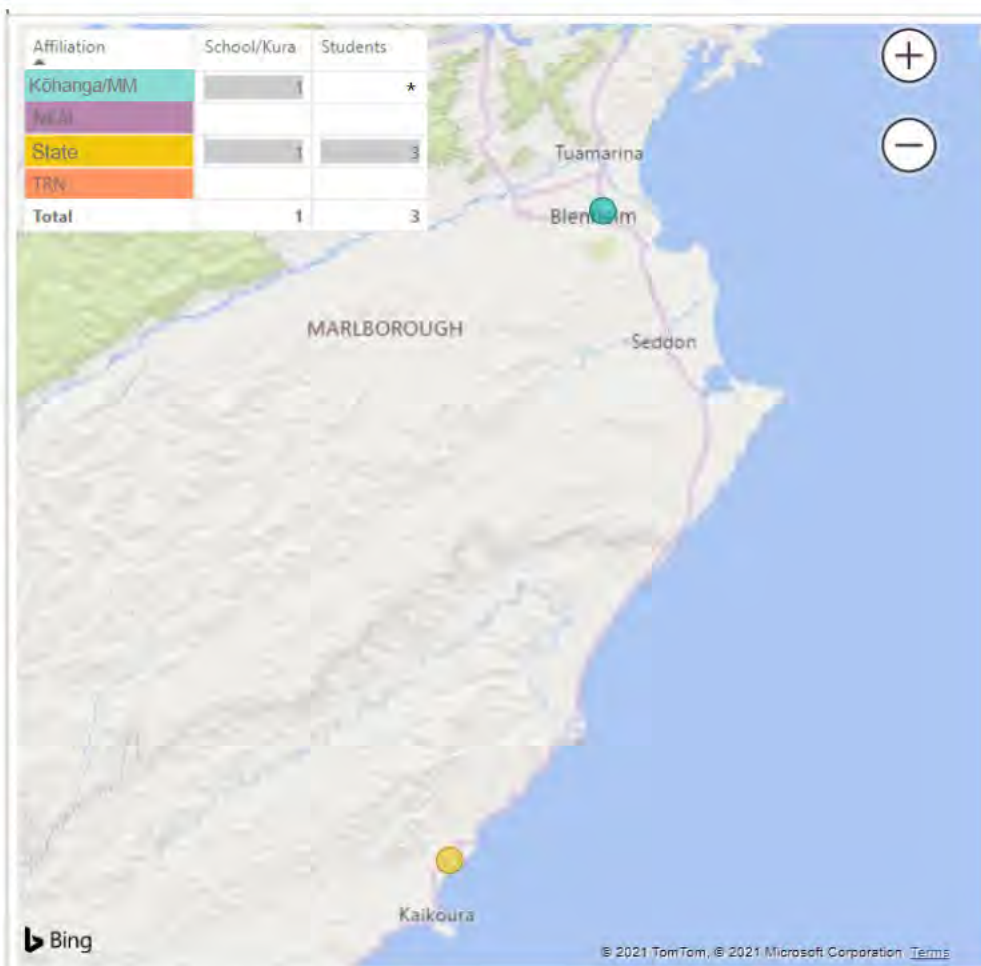 Affiliation School/Kura Students
Kōhanga/MM 1 *
State 1 3
TRN
Total 1 3
Tuamarina
Blenheim
MARLBOROUGH
Seddon
Kaikoura
Bing
© 2021 TomTom, © 2021 Microsoft Corporation Terms